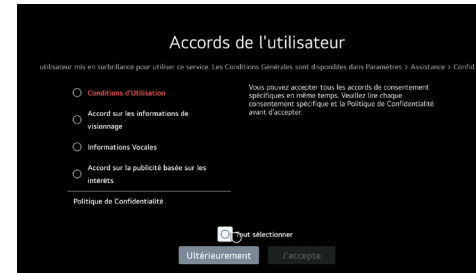 Accords de l'utilisateur
utilisateur mis en surbrillance pour utiliser ce service. Les Conditions Générales sont disponibles dans Paramètres > Assistance > Confid
Conditions d'Utilisation
Accord sur les informations de
visionnage
Informations Vocales
Accord sur la publicité basée sur les
intérêts
Politique de Confidentialité
Vous pouvez accepter tous les accords de consentement
spécifiques en même temps. Veuillez lire chaque
consentement spécifique et la Politique de Confidentialité
avant d'accepter.
Tout sélectionner
Ultérieurement
J'accepte